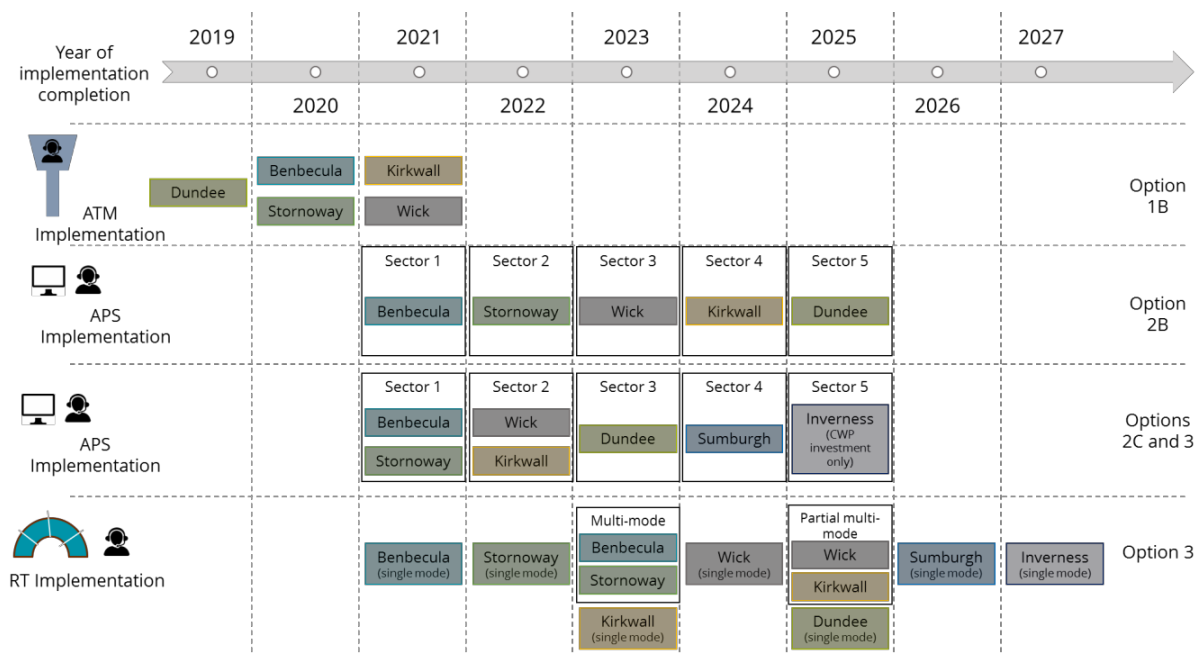 2019
2021
2023
2025
2027
Year of
implementation
completion
2020
2022
2024
2026
Benbecula
Kirkwall
Dundee
Stornoway
Wick
ATM
Implementation
Option
1B
Sector 1
Sector 2
Sector 3
Sector 4
Sector 5
Benbecula
Stornoway
Wick
Kirkwall
Dundee
APS
Implementation
Option
2B
Sector 1
Sector 2
Sector 3
Sector 4
Sector 5
Benbecula
Stornoway
Wick
Kirkwall
Dundee
Sumburgh
Inverness
(CWP
investment
only)
APS
Implementation
Options
2C and 3
RT Implementation
Benbecula
(single mode)
Stornoway
(single mode)
Multi-mode
Benbecula
Stornoway
Kirkwall
(single mode)
Wick
(single mode)
Partial multi-
mode
Wick
Kirkwall
Dundee
(single mode)
Sumburgh
(single mode)
Inverness
(single mode)
Option 3